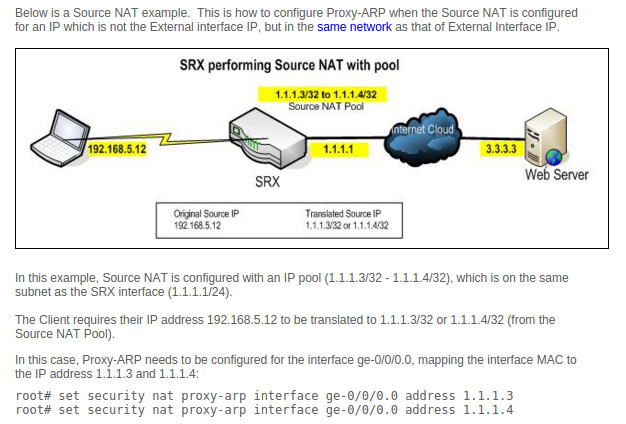 Below is a Source NAT example.  This is how to configure Proxy-ARP when the Source NAT is configured
for an IP which is not the External interface IP, but in the same network as that of External Interface IP.
SRX performing Source NAT with pool
1.1.1.3/32 to 1.1.1.4/32
Source NAT Pool
Internet Cloud
192.168.5.12
1.1.1.1
3.3.3.3
SRX
Web Server
Original Source IP
192.168.5.12
Translated Source IP
1.1.1.3/32 or 1.1.1.4/32
In this example, Source NAT is configured with an IP pool (1.1.1.3/32 - 1.1.1.4/32), which is on the same
subnet as the SRX interface (1.1.1.1/24).
The Client requires their IP address 192.168.5.12 to be translated to 1.1.1.3/32 or 1.1.1.4/32 (from the
Source NAT Pool).
In this case, Proxy-ARP needs to be configured for the interface ge-0/0/0.0, mapping the interface MAC to
the IP address 1.1.1.3 and 1.1.1.4:
root# set security nat proxy-arp interface ge-0/0/0.0 address 1.1.1.3
root# set security nat proxy-arp interface ge-0/0/0.0 address 1.1.1.4